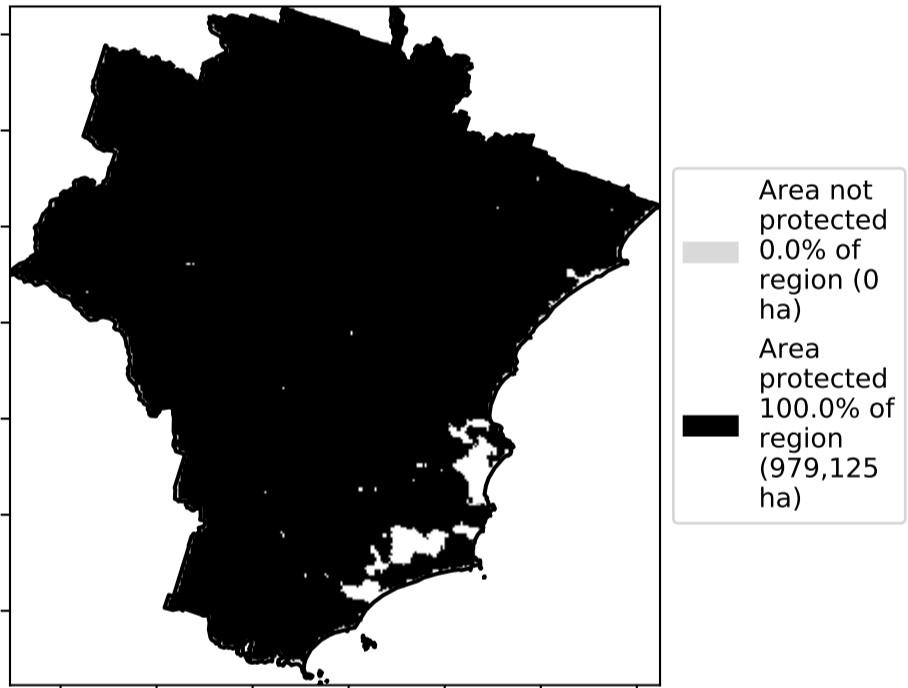 Area not
protected
0.0% of
region (0
ha)
Area
protected
100.0% of
region
(979,125
ha)